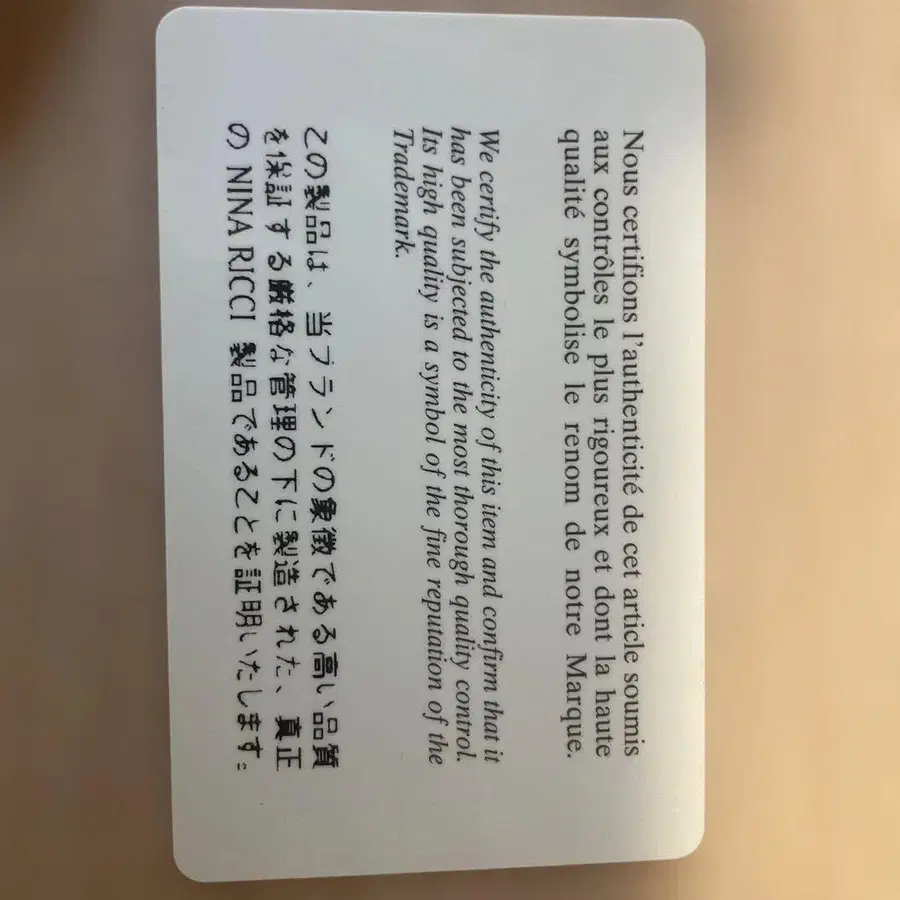 Nous certifions l'authenticité de cet article soumis
aux contrôles le plus rigoureux et dont la haute
qualité symbolise le renom de notre Marque.
We certify the authenticity of this item and confirm that it
has been subjected to the most thorough quality control.
Its high quality is a symbol of the fine reputation of the
Trademark.
この製品は、当ブランドの象徴である高い品質
を保証する厳格な管理の下に製造された、真正
の NINA RICCI 製品であることを証明いたします。